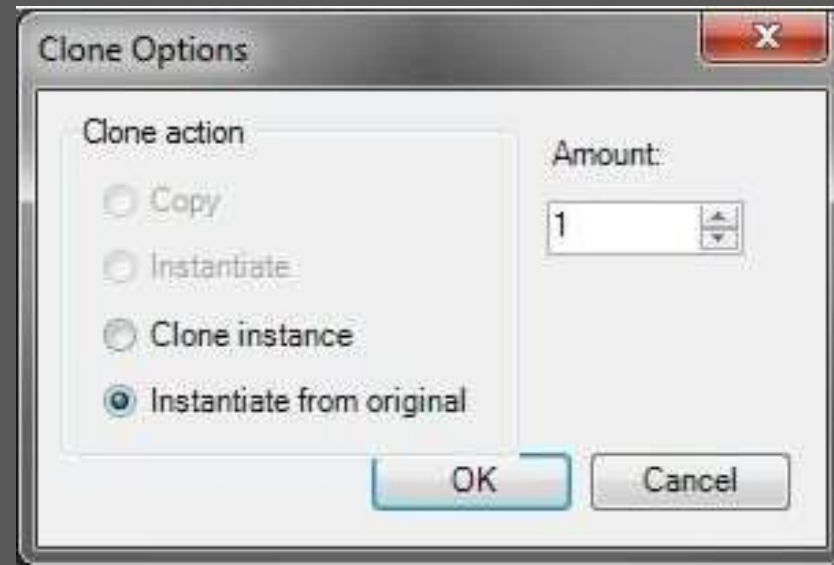 Clone Options
Clone action
Copy
Instantiate
Clone instance
Instantiate from original
Amount:
1
OK
Cancel